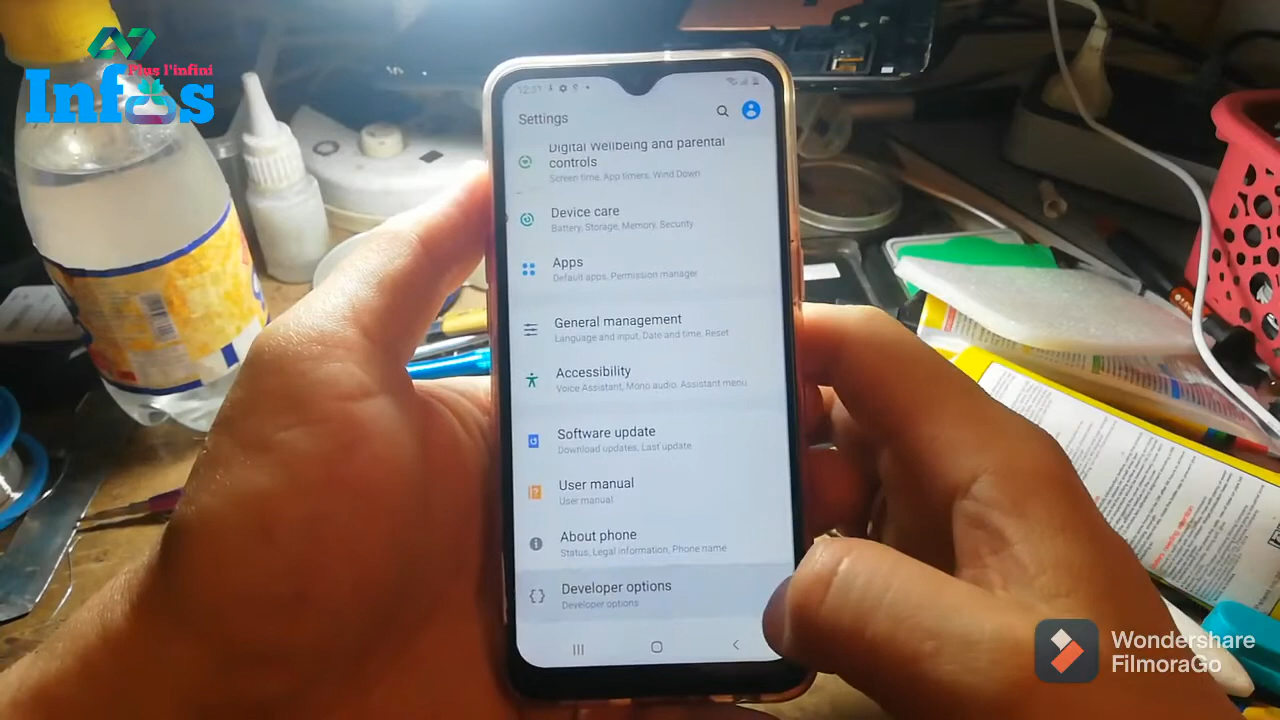 Plus l'infini
Infos
12:31
Settings
Digital Wellbeing and parental
controls
Screen time, App timers, Wind Down
Device care
Battery, Storage, Memory, Security
Apps
Default apps, Permission manager
General management
Language and input, Date and time, Reset
Accessibility
Voice Assistant, Mono audio, Assistant menu
Software update
Download updates, Last update
User manual
User manual
About phone
Status, Legal information, Phone name
Developer options
Developer options
Wondershare
FilmoraGo